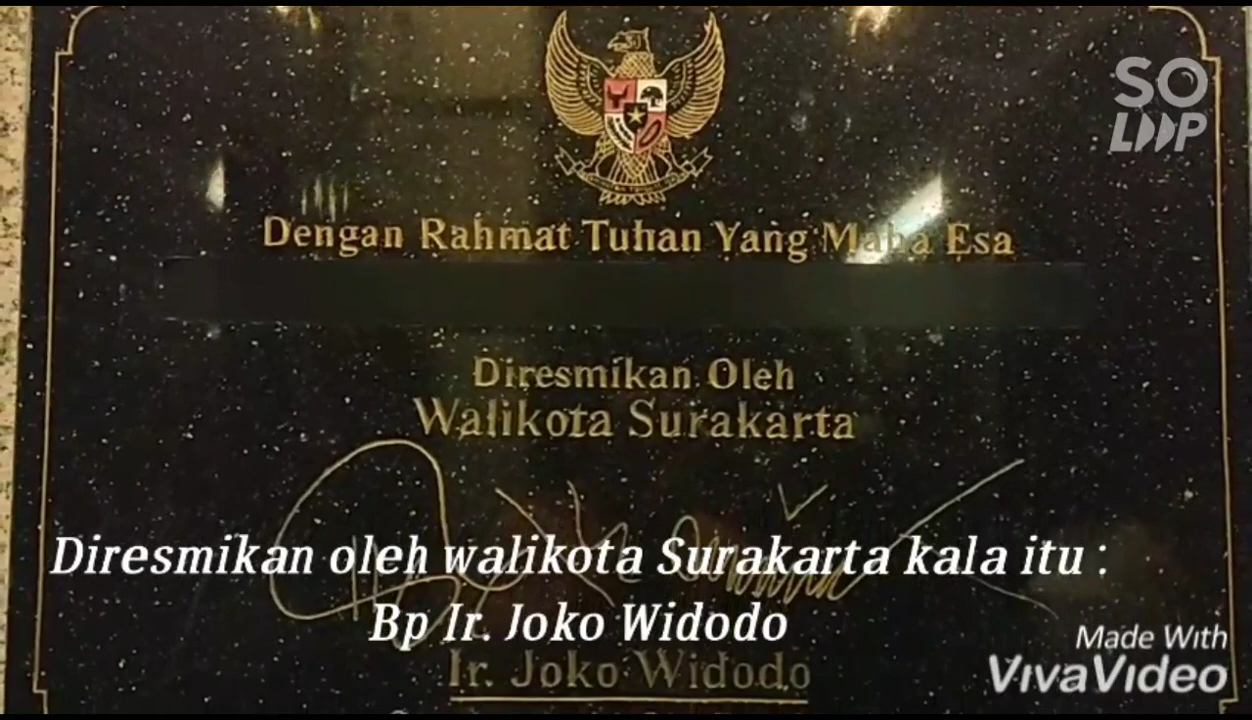 SO
LOOP
Dengan Rahmat Tuhan Yang Maha Esa
Diresmikan Oleh
Walikota Surakarta
Diresmikan oleh walikota Surakarta kala itu :
Bp Ir. Joko Widodo
Ir. Joko Widodo
Made With
VivaVideo